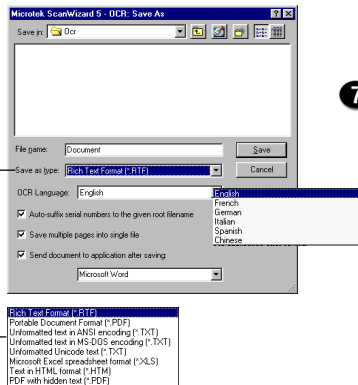 Microtek ScanWizard 5 - OCR: Save As
Save in: Ocr
7
File name: Document
Save
Save as type: Rich Text Format (*.RTF)
Cancel
OCR Language: English
English
French
German
Italian
Spanish
Chinese
Auto-suffix serial numbers to the given root filename
Save multiple pages into single file
Send document to application after saving:
Microsoft Word
Rich Text Format (*.RTF)
Portable Document Format (*.PDF)
Unformatted text in ANSI encoding (*.TXT)
Unformatted text in MS-DOS encoding (*.TXT)
Unformatted Unicode text (*.TXT)
Microsoft Excel spreadsheet format (*.XLS)
Text in HTML format (*.HTM)
PDF with hidden text (*.PDF)